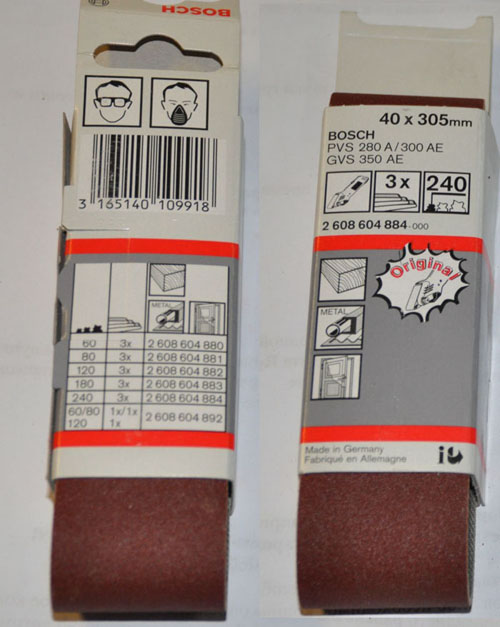 BOSCH
3 165140 109918
METAL
60 3x 2 608 604 880
80 3x 2 608 604 881
120 3x 2 608 604 882
180 3x 2 608 604 883
240 3x 2 608 604 884
60/80 1x/1x 2 608 604 892
120 1x
40 x 305mm
BOSCH
PVS 280 A/300 AE
GVS 350 AE
3x 240
2 608 604 884-000
Original
METAL
Made in Germany
Fabriqué en Allemagne